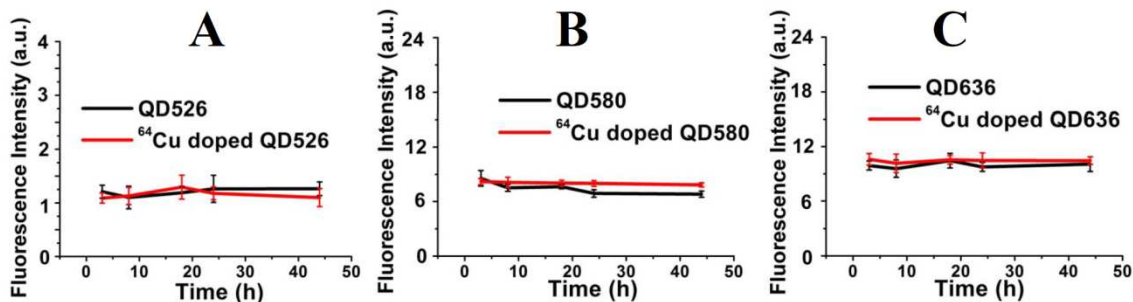 A
Fluorescence Intensity (a.u.)
4
3
2
1
0
QD526
⁶⁴Cu doped QD526
0 10 20 30 40 50
Time (h)
B
Fluorescence Intensity (a.u.)
24
18
12
6
0
QD580
⁶⁴Cu doped QD580
0 10 20 30 40 50
Time (h)
C
Fluorescence Intensity (a.u.)
24
18
12
6
0
QD636
⁶⁴Cu doped QD636
0 10 20 30 40 50
Time (h)